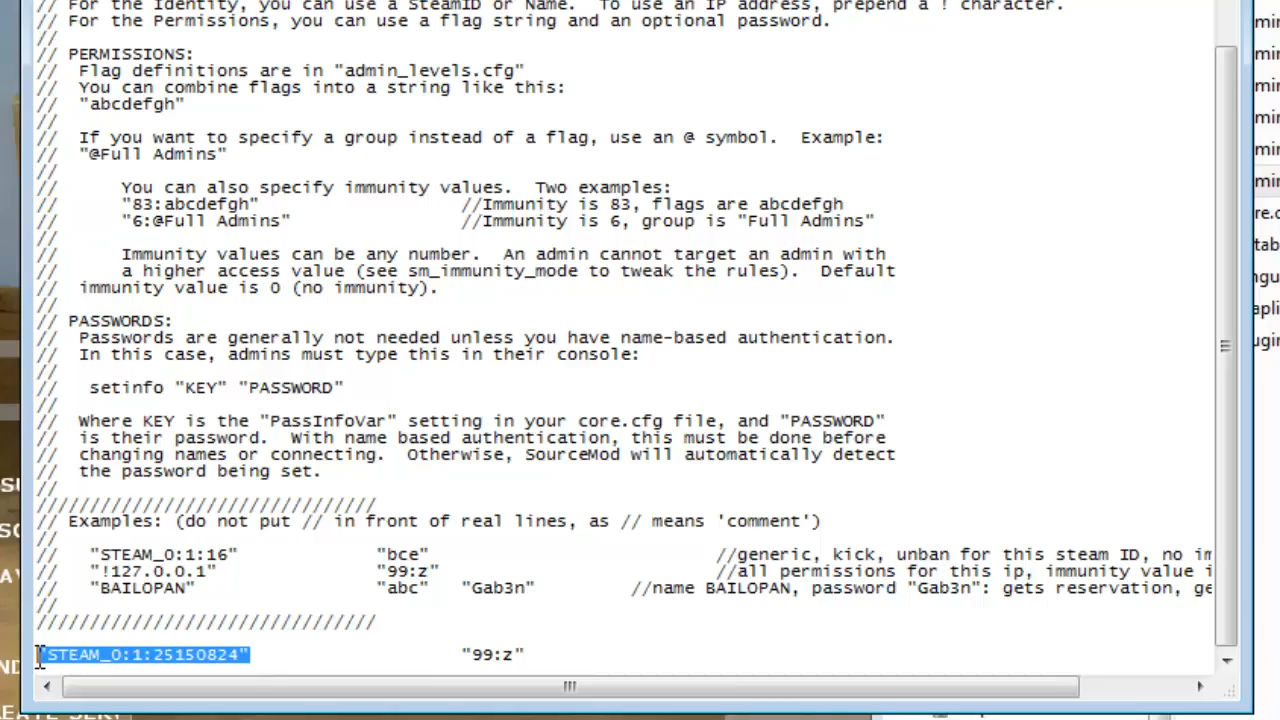 // For the Identity, you can use a SteamID or Name. To use an IP address, prepend a ! character.
// For the Permissions, you can use a flag string and an optional password.
//
// PERMISSIONS:
// Flag definitions are in "admin_levels.cfg"
// You can combine flags into a string like this:
// "abcdefgh"
//
// If you want to specify a group instead of a flag, use an @ symbol. Example:
// "@Full Admins"
//
// You can also specify immunity values. Two examples:
// "83:abcdefgh" //Immunity is 83, flags are abcdefgh
// "6:@Full Admins" //Immunity is 6, group is "Full Admins"
//
// Immunity values can be any number. An admin cannot target an admin with
// a higher access value (see sm_immunity_mode to tweak the rules). Default
// immunity value is 0 (no immunity).
//
// PASSWORDS:
// Passwords are generally not needed unless you have name-based authentication.
// In this case, admins must type this in their console:
//
// setinfo "KEY" "PASSWORD"
//
// Where KEY is the "PassInfoVar" setting in your core.cfg file, and "PASSWORD"
// is their password. With name based authentication, this must be done before
// changing names or connecting. Otherwise, SourceMod will automatically detect
// the password being set.
//
////////////////////////////////
// Examples: (do not put // in front of real lines, as // means 'comment')
//
// "STEAM_0:1:16" "bce" //generic, kick, unban for this steam ID, no im
// "!127.0.0.1" "99:z" //all permissions for this ip, immunity value i
// "BAILOPAN" "abc" "Gab3n" //name BAILOPAN, password "Gab3n": gets reservation, ge
//
////////////////////////////////
"STEAM_0:1:25150824" "99:z"